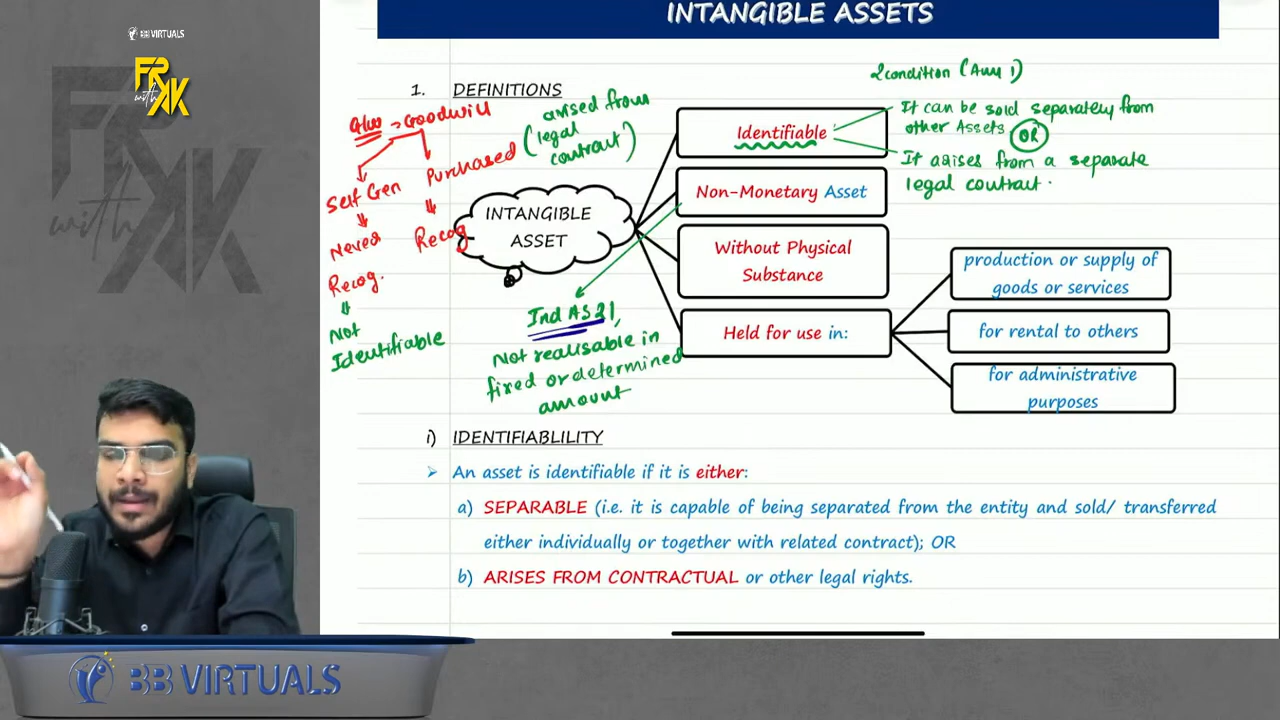 BB VIRTUALS
FR
with
AK
INTANGIBLE ASSETS
2 condition (Any 1)
1. DEFINITIONS
Goodwill
Self Gen
Never
Recog.
Not
Identifiable
Purchased
Recog
(arised from
legal
contract)
INTANGIBLE
ASSET
Identifiable
It can be sold separately from
other Assets OR
It arises from a separate
legal contract.
Non-Monetary Asset
Without Physical
Substance
Held for use in:
production or supply of
goods or services
for rental to others
for administrative
purposes
Ind AS 21,
Not realisable in
fixed or determined
amount
i) IDENTIFIABLILITY
➢ An asset is identifiable if it is either:
a) SEPARABLE (i.e. it is capable of being separated from the entity and sold/ transferred
either individually or together with related contract); OR
b) ARISES FROM CONTRACTUAL or other legal rights.
BB VIRTUALS